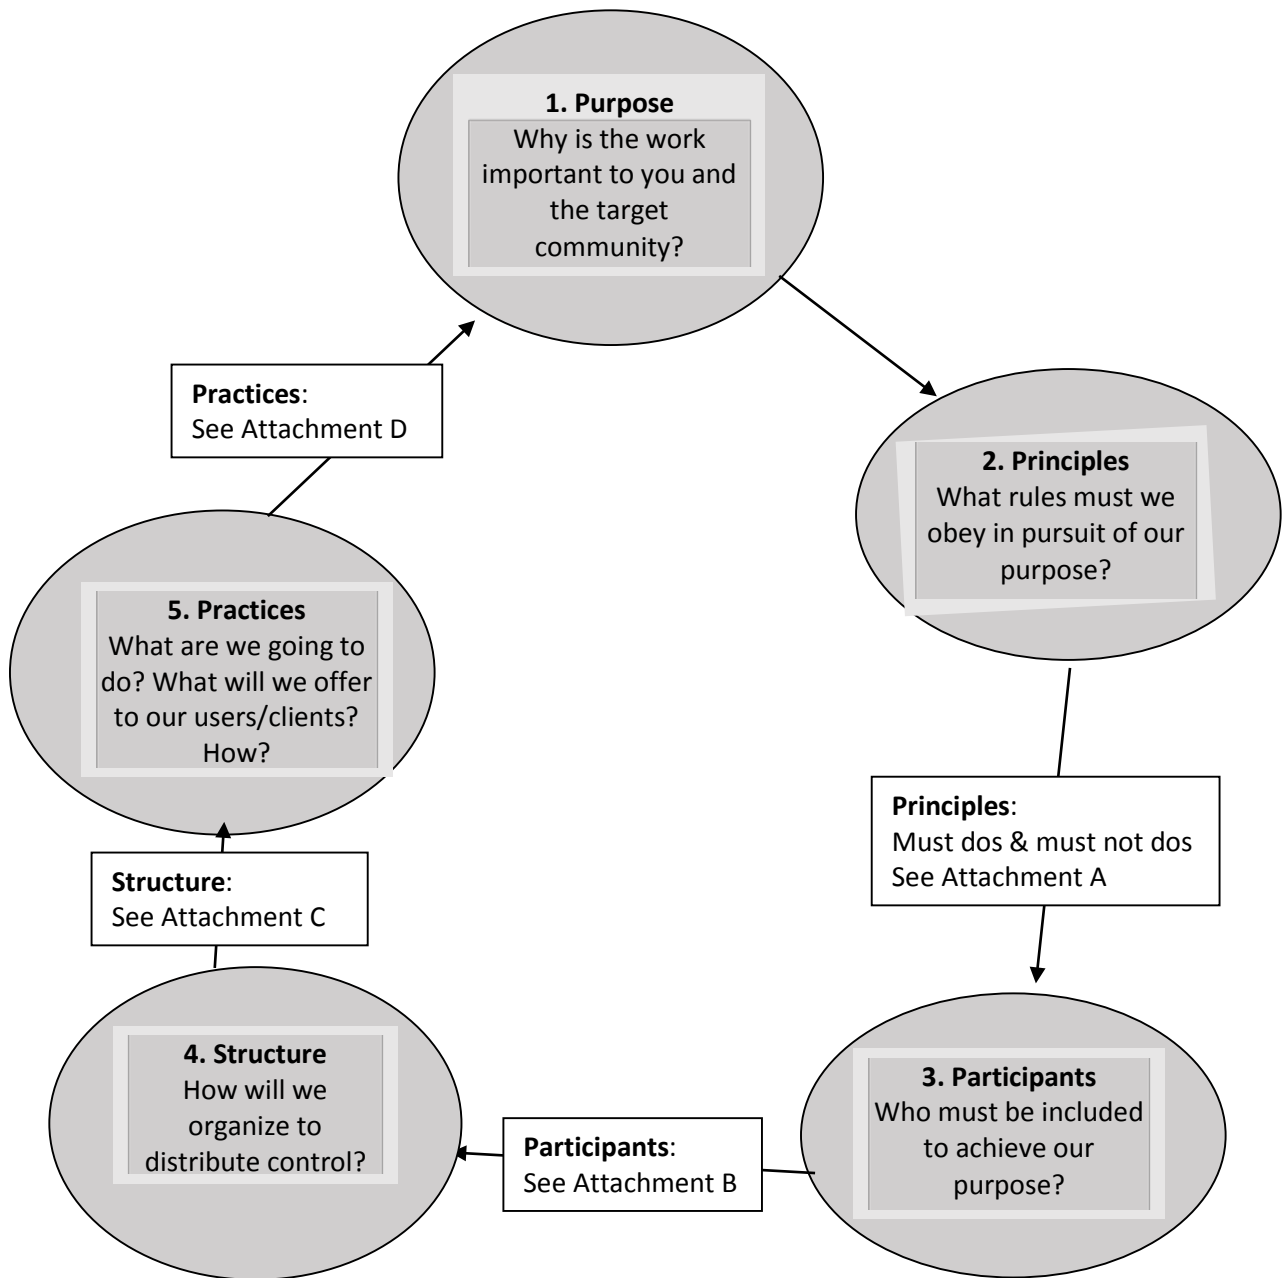 1. Purpose
Why is the work
important to you and
the target
community?
2. Principles
What rules must we
obey in pursuit of our
purpose?
Principles:
Must dos & must not dos
See Attachment A
3. Participants
Who must be included
to achieve our
purpose?
Participants:
See Attachment B
4. Structure
How will we
organize to
distribute control?
Structure:
See Attachment C
5. Practices
What are we going to
do? What will we offer
to our users/clients?
How?
Practices:
See Attachment D